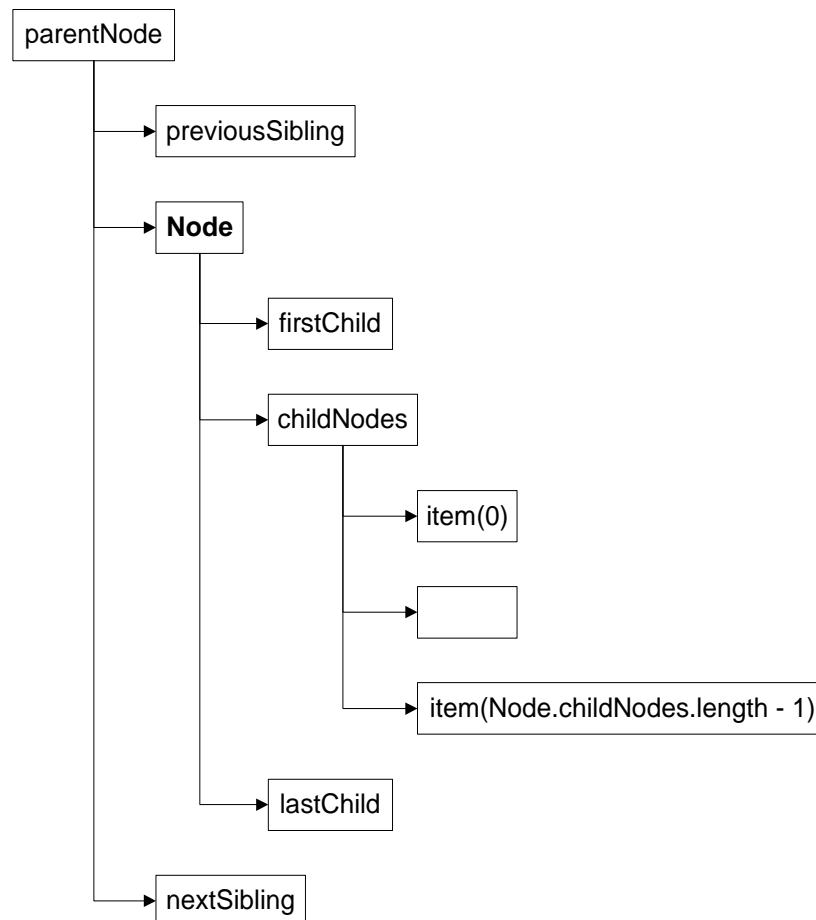 parentNode
previousSibling
Node
firstChild
childNodes
item(0)
item(Node.childNodes.length - 1)
lastChild
nextSibling